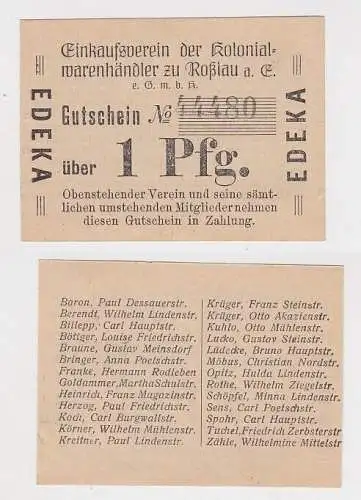 Einkaufsverein der Kolonial-
warenhändler zu Roßlau a. E.
e. G. m. b. H.
EDEKA
Gutschein № 44480
EDEKA
über 1 Pfg.
Obenstehender Verein und seine sämt-
lichen umstehenden Mitglieder nehmen
diesen Gutschein in Zahlung.
Baron, Paul Dessauerstr.
Berendt, Wilhelm Lindenstr.
Billepp, Carl Hauptstr.
Böttger, Louise Friedrichstr.
Braune, Gustav Meinsdorf
Bringer, Anna Poetschstr.
Franke, Hermann Rodleben
Goldammer, Martha Schulstr.
Heinrich, Franz Magazinstr.
Herzog, Paul Friedrichstr.
Koch, Carl Burgwallstr.
Körner, Wilhelm Mühlenstr.
Kreitner, Paul Lindenstr.
Krüger, Franz Steinstr.
Krüger, Otto Akazienstr.
Kuhlo, Otto Mühlenstr.
Lucko, Gustav Steinstr.
Lüdecke, Bruno Hauptstr.
Möbus, Christian Nordstr.
Opitz, Hulda Lindenstr.
Rothe, Wilhelm Ziegelstr.
Schöpfel, Minna Lindenstr.
Sens, Carl Poetschstr.
Spohr, Carl Hauptstr.
Tuchel, Friedrich Zerbsterstr
Zähle, Wilhelmine Mittelstr